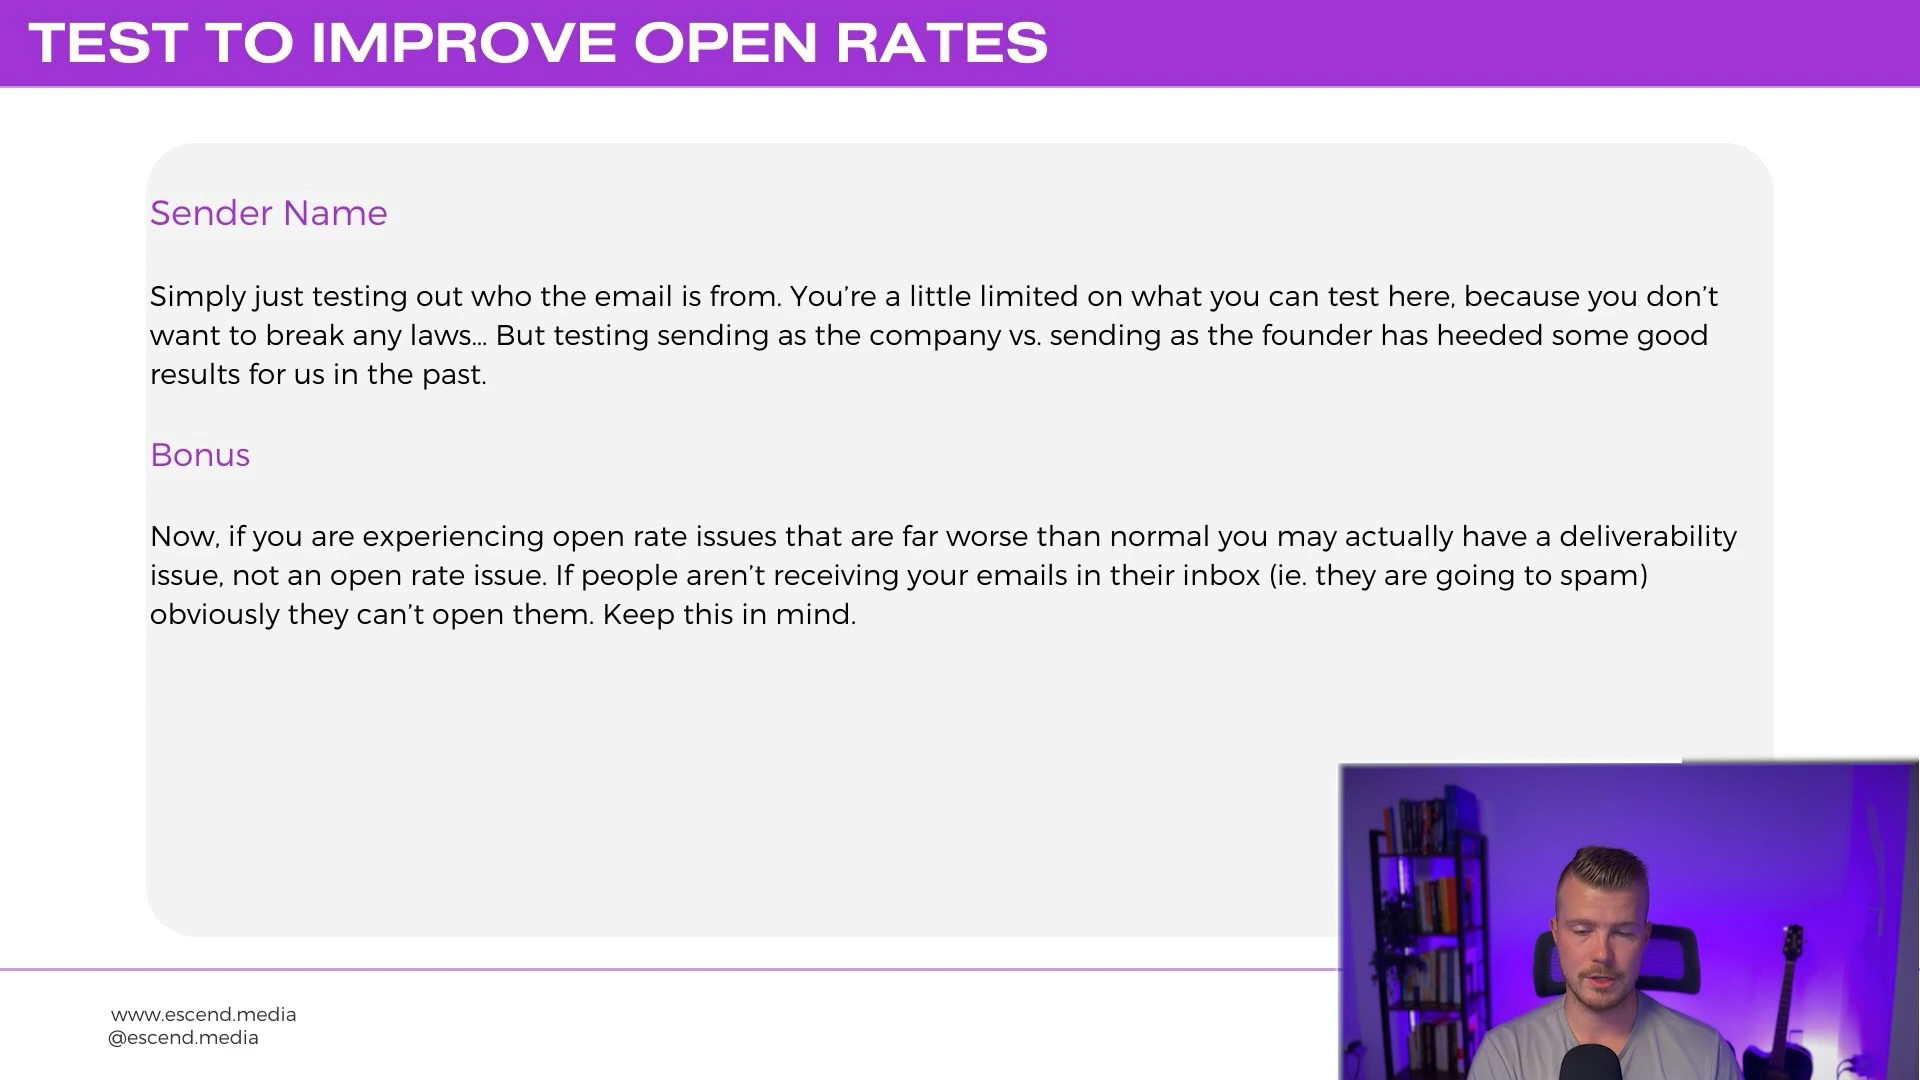 TEST TO IMPROVE OPEN RATES
Sender Name
Simply just testing out who the email is from. You’re a little limited on what you can test here, because you don’t
want to break any laws... But testing sending as the company vs. sending as the founder has heeded some good
results for us in the past.
Bonus
Now, if you are experiencing open rate issues that are far worse than normal you may actually have a deliverability
issue, not an open rate issue. If people aren’t receiving your emails in their inbox (ie. they are going to spam)
obviously they can’t open them. Keep this in mind.
www.escend.media
@escend.media